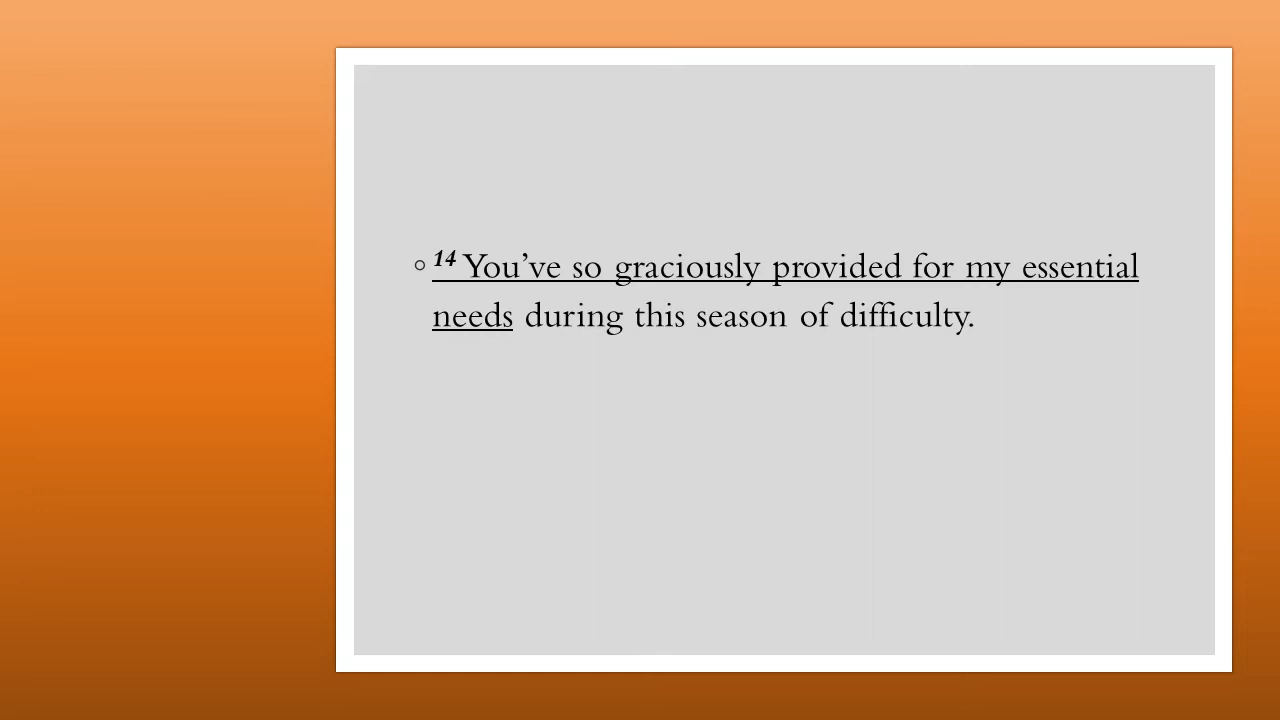 14 You’ve so graciously provided for my essential
needs during this season of difficulty.